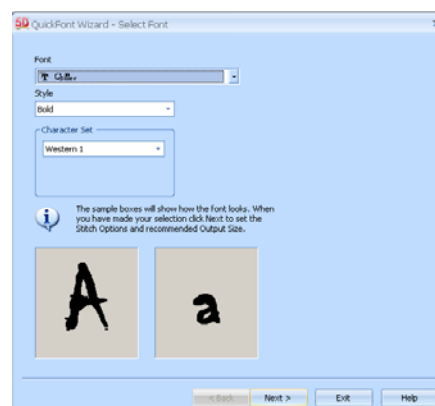 5D QuickFont Wizard - Select Font
Font
T Chiller
Style
Bold
Character Set
Western 1
The sample boxes will show how the font looks. When
you have made your selection click Next to set the
Stitch Options and recommended Output Size.
A a
< Back Next > Exit Help